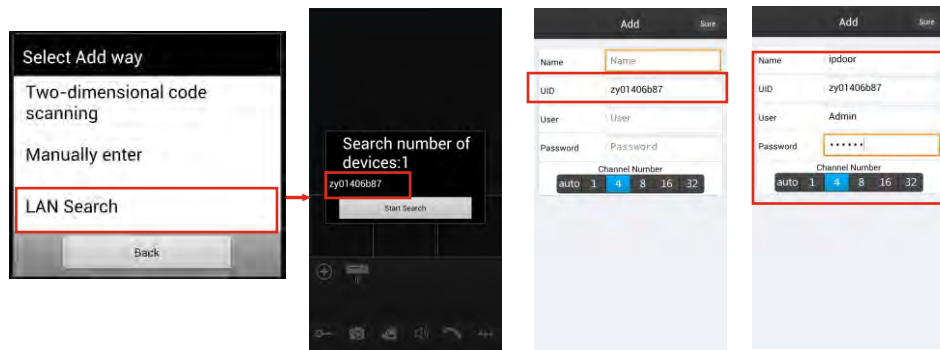 Select Add way
Two-dimensional code
scanning
Manually enter
LAN Search
Back
Search number of
devices:1
zy01406b87
Start Search
Add
Sure
Name
Name
UID
zy01406b87
User
User
Password
Password
Channel Number
auto 1 4 8 16 32
Add
Sure
Name
ipdoor
UID
zy01406b87
User
Admin
Password
••••••
Channel Number
auto 1 4 8 16 32